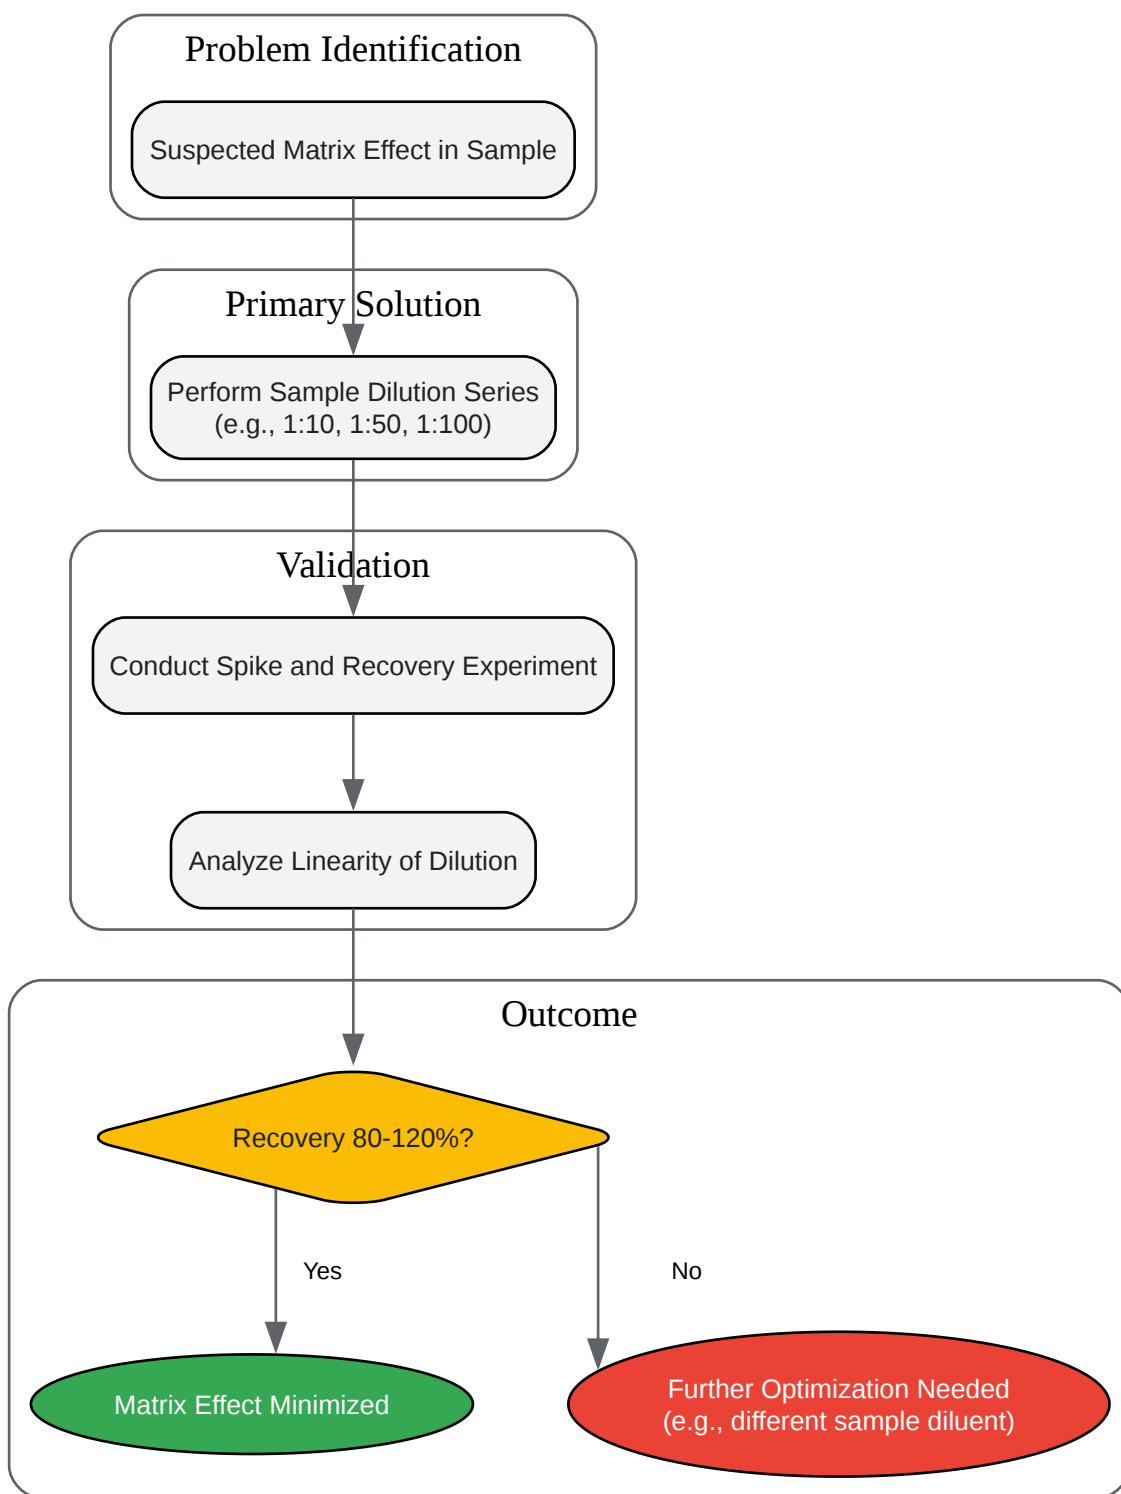 Problem Identification
Suspected Matrix Effect in Sample
Primary Solution
Perform Sample Dilution Series
(e.g., 1:10, 1:50, 1:100)
Validation
Conduct Spike and Recovery Experiment
Analyze Linearity of Dilution
Outcome
Recovery 80-120%?
Yes
No
Matrix Effect Minimized
Further Optimization Needed
(e.g., different sample diluent)